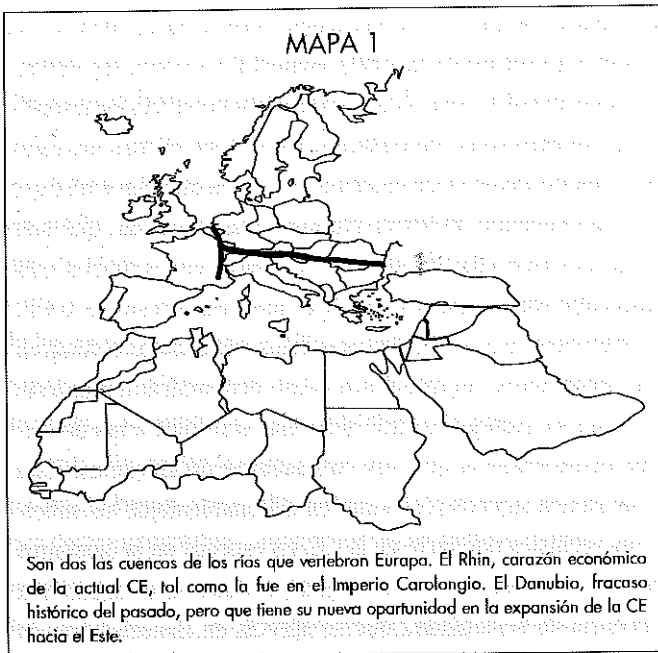 MAPA 1
Son dos las cuencas de los ríos que vertebran Europa. El Rhin, corazón económico
de la actual CE, tal como la fue en el Imperio Carolongio. El Danubio, fracaso
histórico del pasado, pero que tiene su nueva oportunidad en la expansión de la CE
hacia el Este.